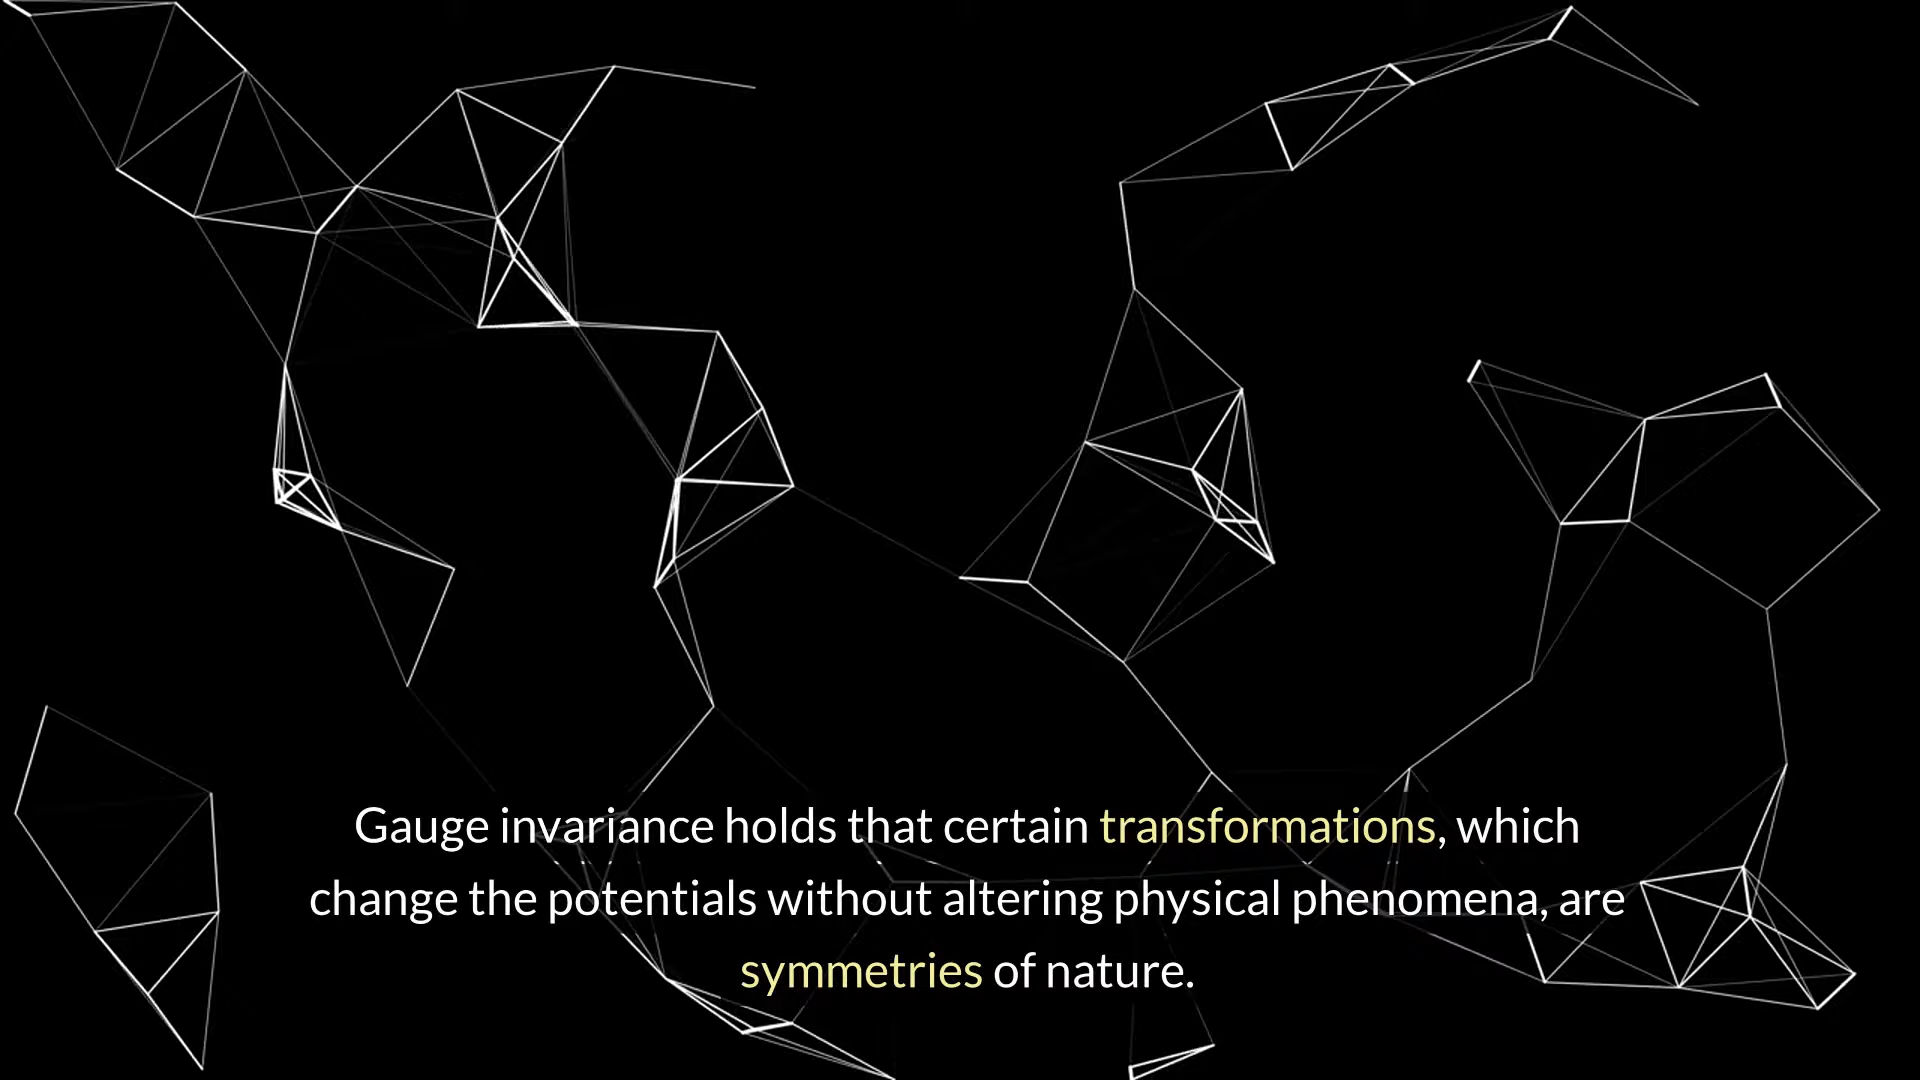 Gauge invariance holds that certain transformations, which
change the potentials without altering physical phenomena, are
symmetries of nature.